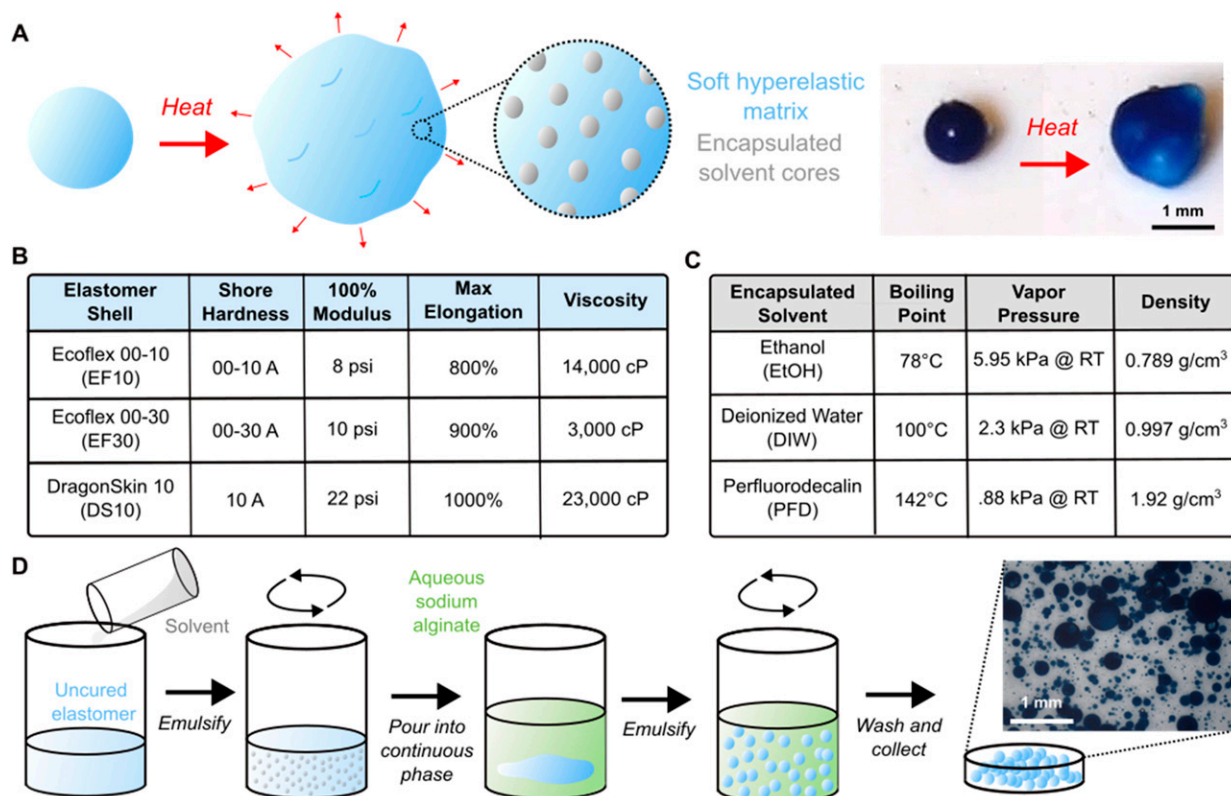 A
Heat
Soft hyperelastic
matrix
Encapsulated
solvent cores
Heat
1 mm
B
Elastomer Shell | Shore Hardness | 100% Modulus | Max Elongation | Viscosity
Ecoflex 00-10 (EF10) | 00-10 A | 8 psi | 800% | 14,000 cP
Ecoflex 00-30 (EF30) | 00-30 A | 10 psi | 900% | 3,000 cP
DragonSkin 10 (DS10) | 10 A | 22 psi | 1000% | 23,000 cP
C
Encapsulated Solvent | Boiling Point | Vapor Pressure | Density
Ethanol (EtOH) | 78°C | 5.95 kPa @ RT | 0.789 g/cm³
Deionized Water (DIW) | 100°C | 2.3 kPa @ RT | 0.997 g/cm³
Perfluorodecalin (PFD) | 142°C | .88 kPa @ RT | 1.92 g/cm³
D
Solvent
Uncured
elastomer
Emulsify
Aqueous
sodium
alginate
Pour into
continuous
phase
Emulsify
Wash and
collect
1 mm